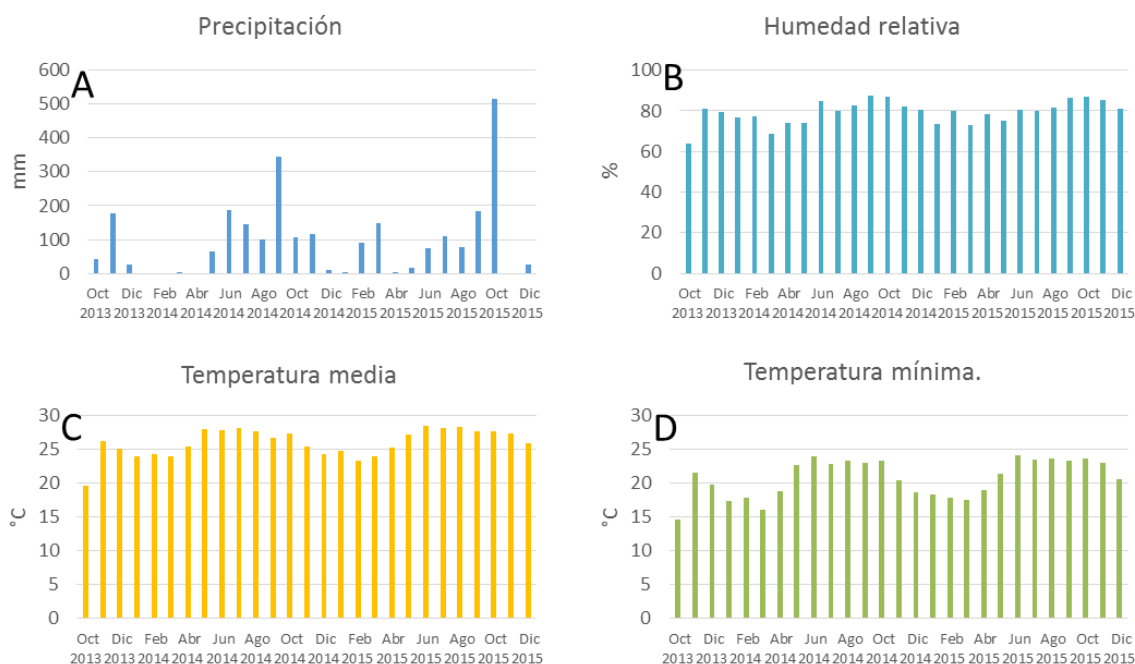 Precipitación
A
600
500
400
300
200
100
0
mm
Oct Dic Feb Abr Jun Ago Oct Dic Feb Abr Jun Ago Oct Dic
2013 2013 2014 2014 2014 2014 2014 2014 2015 2015 2015 2015 2015 2015
Humedad relativa
B
100
80
60
40
20
0
%
Oct Dic Feb Abr Jun Ago Oct Dic Feb Abr Jun Ago Oct Dic
2013 2013 2014 2014 2014 2014 2014 2014 2015 2015 2015 2015 2015 2015
Temperatura media
C
30
25
20
15
10
5
0
°C
Oct Dic Feb Abr Jun Ago Oct Dic Feb Abr Jun Ago Oct Dic
2013 2013 2014 2014 2014 2014 2014 2014 2015 2015 2015 2015 2015 2015
Temperatura mínima.
D
30
25
20
15
10
5
0
°C
Oct Dic Feb Abr Jun Ago Oct Dic Feb Abr Jun Ago Oct Dic
2013 2013 2014 2014 2014 2014 2014 2014 2015 2015 2015 2015 2015 2015